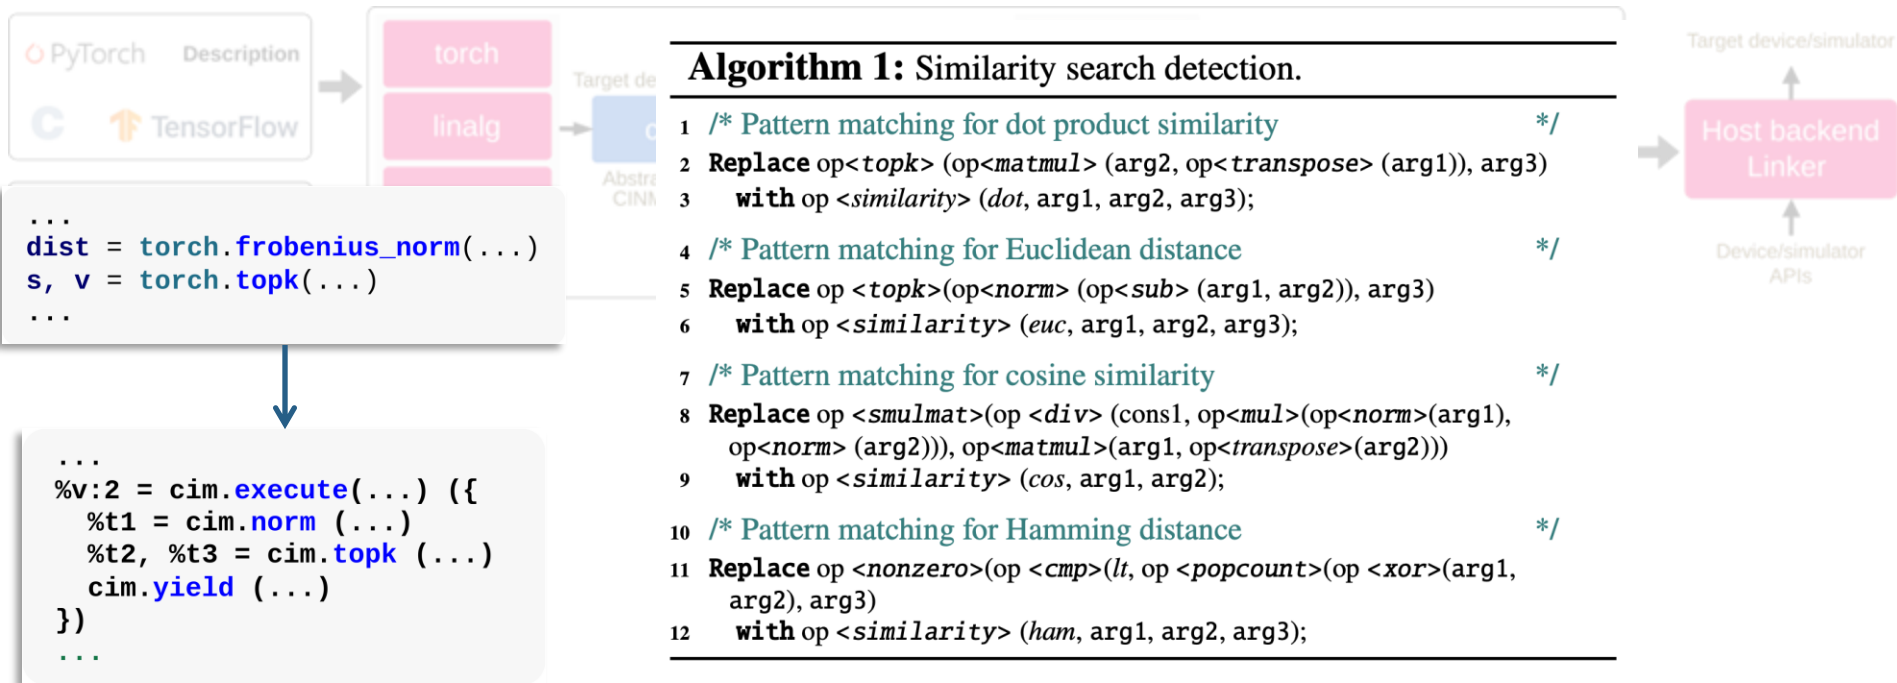 PyTorch Description
C TensorFlow
torch
linalg
Target de
Abstra
CINM
...
dist = torch.frobenius_norm(...)
s, v = torch.topk(...)
...
...
%v:2 = cim.execute(...) ({
%t1 = cim.norm (...)
%t2, %t3 = cim.topk (...)
cim.yield (...)
})
...
Algorithm 1: Similarity search detection.
1 /* Pattern matching for dot product similarity */
2 Replace op<topk> (op<matmul> (arg2, op<transpose> (arg1)), arg3)
3 with op <similarity> (dot, arg1, arg2, arg3);
4 /* Pattern matching for Euclidean distance */
5 Replace op <topk>(op<norm> (op<sub> (arg1, arg2)), arg3)
6 with op <similarity> (euc, arg1, arg2, arg3);
7 /* Pattern matching for cosine similarity */
8 Replace op <smulmat>(op <div> (cons1, op<mul>(op<norm>(arg1),
op<norm> (arg2))), op<matmul>(arg1, op<transpose>(arg2)))
9 with op <similarity> (cos, arg1, arg2);
10 /* Pattern matching for Hamming distance */
11 Replace op <nonzero>(op <cmp>(lt, op <popcount>(op <xor>(arg1,
arg2), arg3)
12 with op <similarity> (ham, arg1, arg2, arg3);
Target device/simulator
Host backend
Linker
Device/simulator
APIs